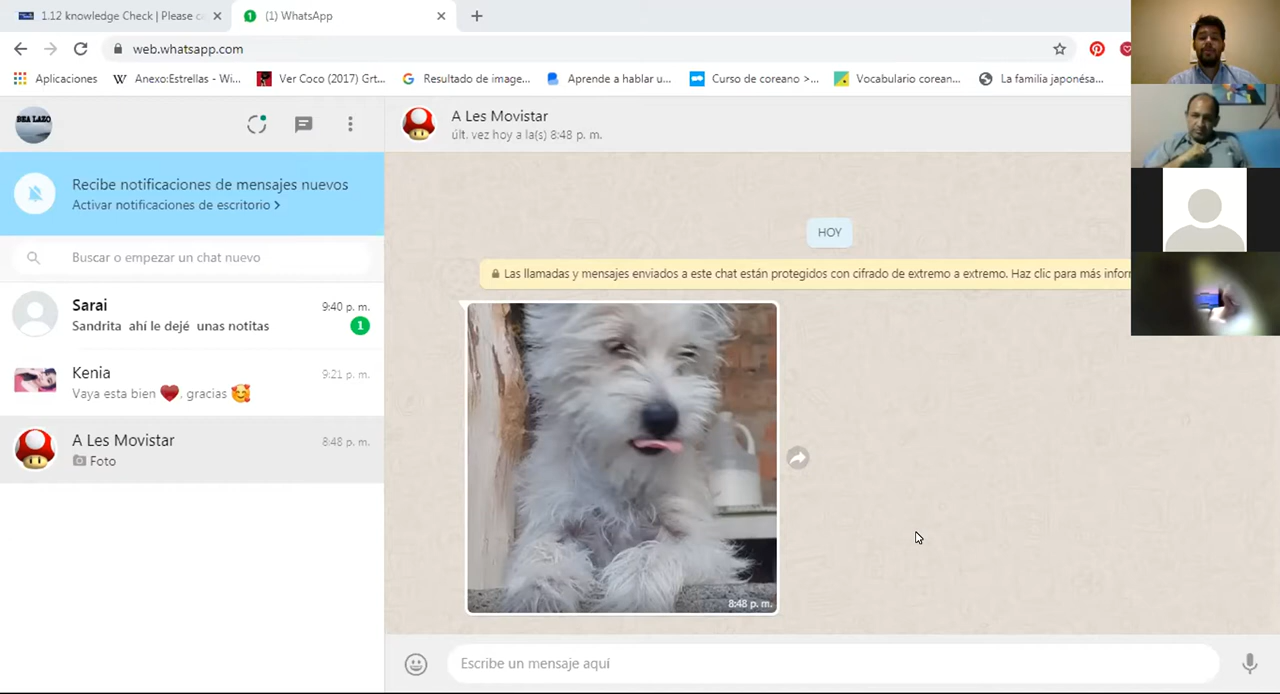 1.12 knowledge Check | Please c
(1) WhatsApp
web.whatsapp.com
Aplicaciones
Anexo:Estrellas - Wi...
Ver Coco (2017) Grt...
Resultado de image...
Aprende a hablar u...
Curso de coreano >...
Vocabulario corean...
La familia japonésa...
BEA LAZO
A Les Movistar
últ. vez hoy a la(s) 8:48 p. m.
Recibe notificaciones de mensajes nuevos
Activar notificaciones de escritorio >
Buscar o empezar un chat nuevo
Sarai
9:40 p. m.
Sandrita ahí le dejé unas notitas
1
Kenia
9:21 p. m.
Vaya esta bien ❤️, gracias 🥰
A Les Movistar
8:48 p. m.
Foto
HOY
Las llamadas y mensajes enviados a este chat están protegidos con cifrado de extremo a extremo. Haz clic para más inform
8:48 p. m.
Escribe un mensaje aquí